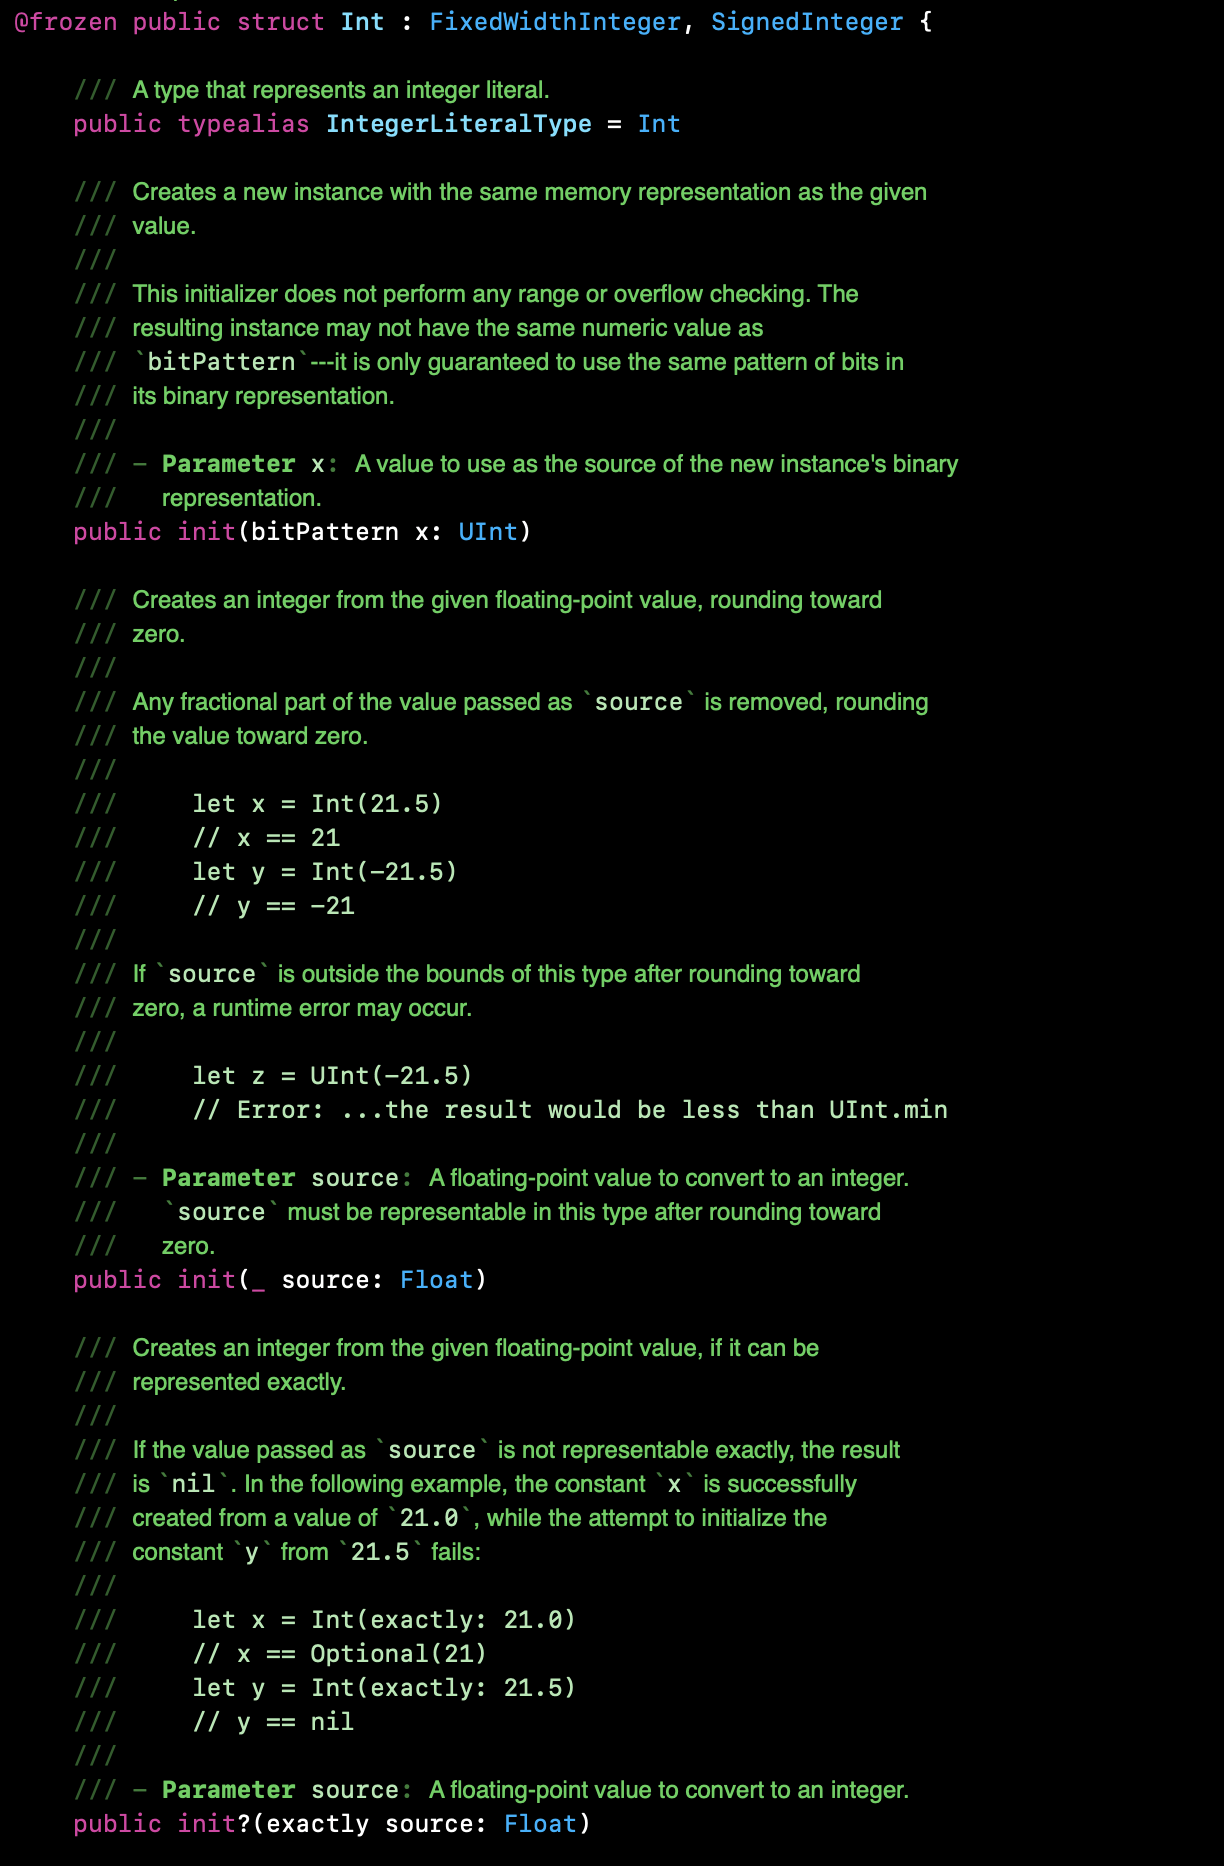 @frozen public struct Int : FixedWidthInteger, SignedInteger {
/// A type that represents an integer literal.
public typealias IntegerLiteralType = Int
/// Creates a new instance with the same memory representation as the given
/// value.
///
/// This initializer does not perform any range or overflow checking. The
/// resulting instance may not have the same numeric value as
/// `bitPattern`---it is only guaranteed to use the same pattern of bits in
/// its binary representation.
///
/// - Parameter x: A value to use as the source of the new instance's binary
///   representation.
public init(bitPattern x: UInt)
/// Creates an integer from the given floating-point value, rounding toward
/// zero.
///
/// Any fractional part of the value passed as `source` is removed, rounding
/// the value toward zero.
///
///     let x = Int(21.5)
///     // x == 21
///     let y = Int(-21.5)
///     // y == -21
///
/// If `source` is outside the bounds of this type after rounding toward
/// zero, a runtime error may occur.
///
///     let z = UInt(-21.5)
///     // Error: ...the result would be less than UInt.min
///
/// - Parameter source: A floating-point value to convert to an integer.
///   `source` must be representable in this type after rounding toward
///   zero.
public init(_ source: Float)
/// Creates an integer from the given floating-point value, if it can be
/// represented exactly.
///
/// If the value passed as `source` is not representable exactly, the result
/// is `nil`. In the following example, the constant `x` is successfully
/// created from a value of `21.0`, while the attempt to initialize the
/// constant `y` from `21.5` fails:
///
///     let x = Int(exactly: 21.0)
///     // x == Optional(21)
///     let y = Int(exactly: 21.5)
///     // y == nil
///
/// - Parameter source: A floating-point value to convert to an integer.
public init?(exactly source: Float)